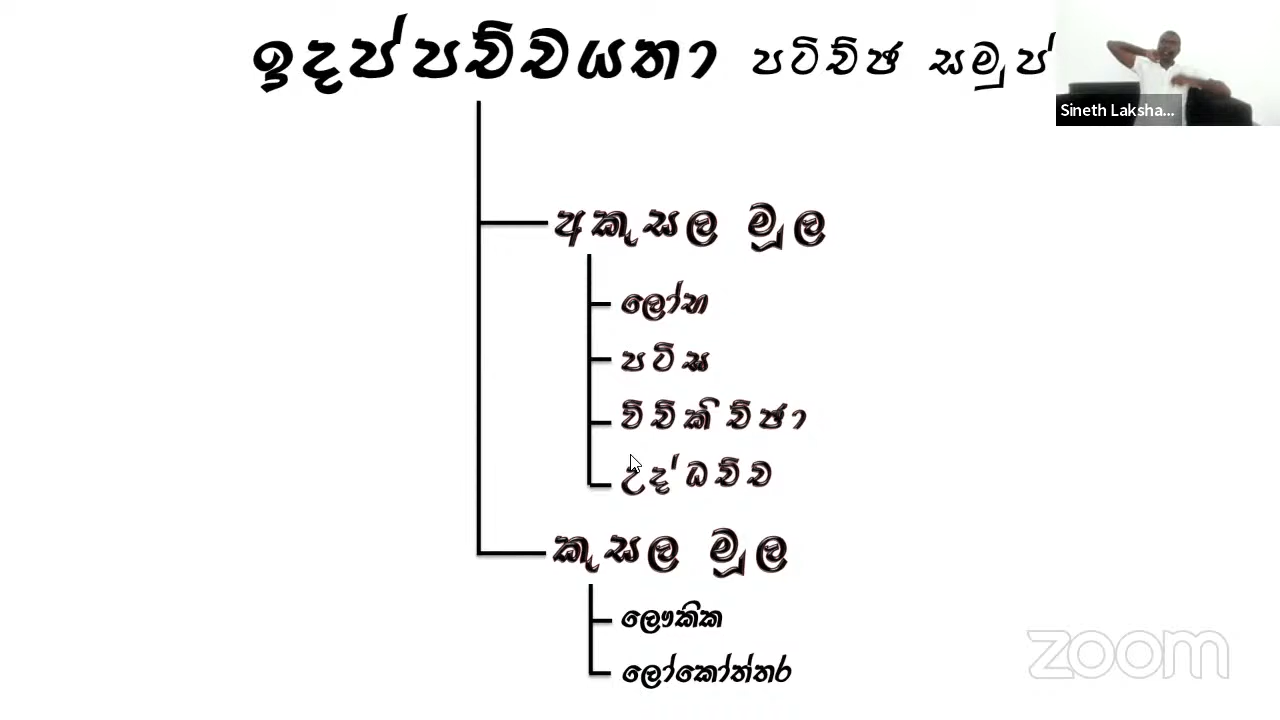 ඉදප්පච්චයතා පටිච්ඡ සමුප්
Sineth Laksha...
අකුසල මූල
ලෝභ
පටිඝ
විච්කිච්ඡා
උද්ධච්ච
කුසල මූල
ලෞකික
ලෝකෝත්තර
zoom